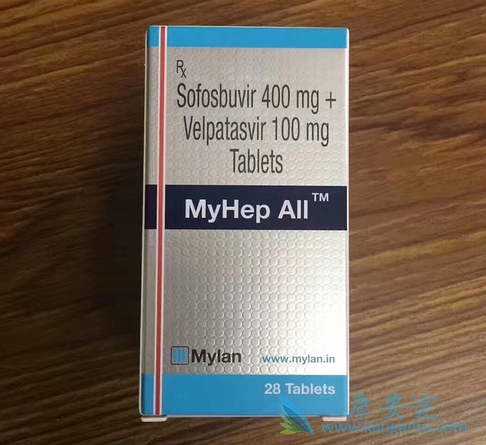 Rx
Sofosbuvir 400 mg +
Velpatasvir 100 mg
Tablets
MyHep All™
Mylan
www.mylan.in
28 Tablets
康安途
www.kangantu.com